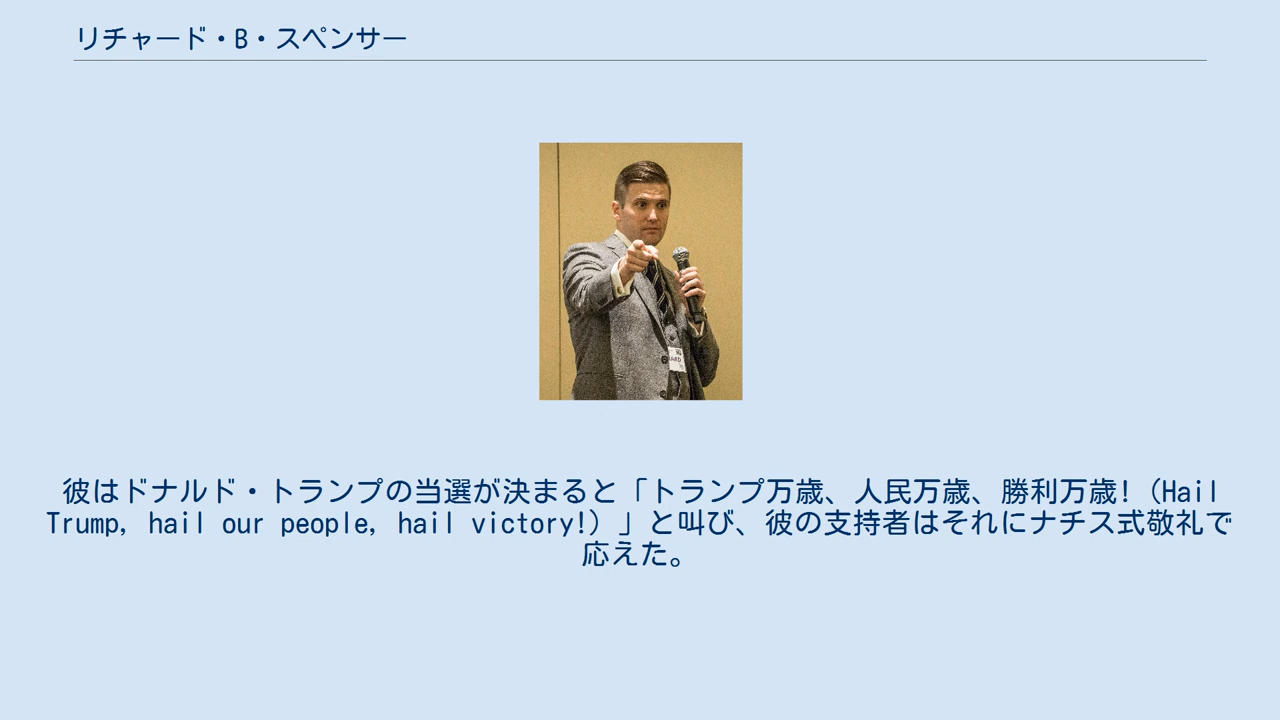 リチャード・B・スペンサー
彼はドナルド・トランプの当選が決まると「トランプ万歳、人民万歳、勝利万歳!（Hail
Trump, hail our people, hail victory!）」と叫び、彼の支持者はそれにナチス式敬礼で
応えた。